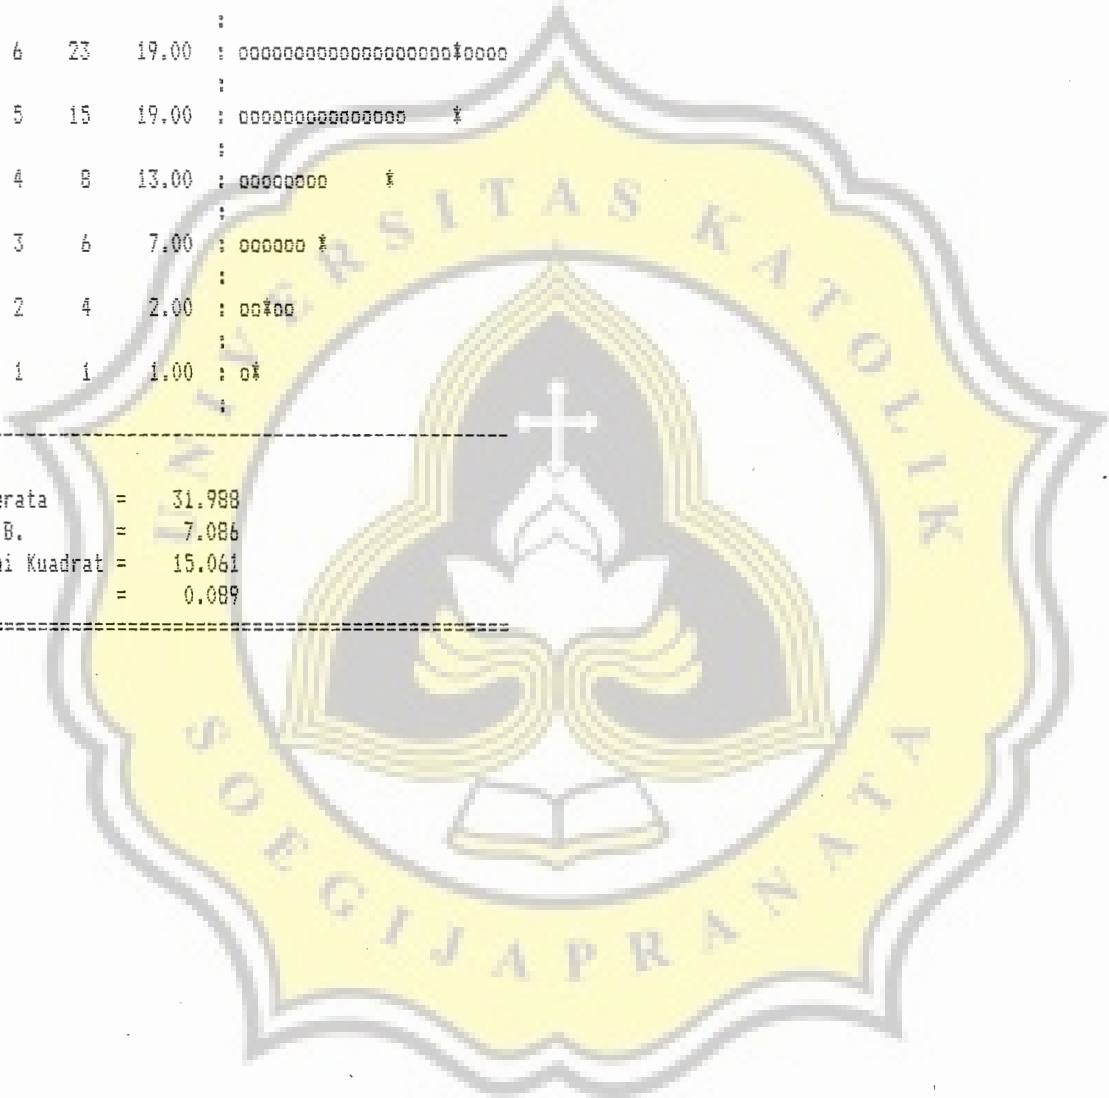 :
6 23 19.00 : ooooooooooooooooooo*oooo
:
5 15 19.00 : ooooooooooooooo    *
:
4 8 13.00 : oooooooo     *
:
3 6 7.00 : oooooo *
:
2 4 2.00 : oo*oo
:
1 1 1.00 : o*
:
--------------------------------------------------
erata = 31.988
B. = 7.086
ai Kuadrat = 15.061
= 0.089
==================================================
UNIVERSITAS KATOLIK
SOEGIJAPRANATA